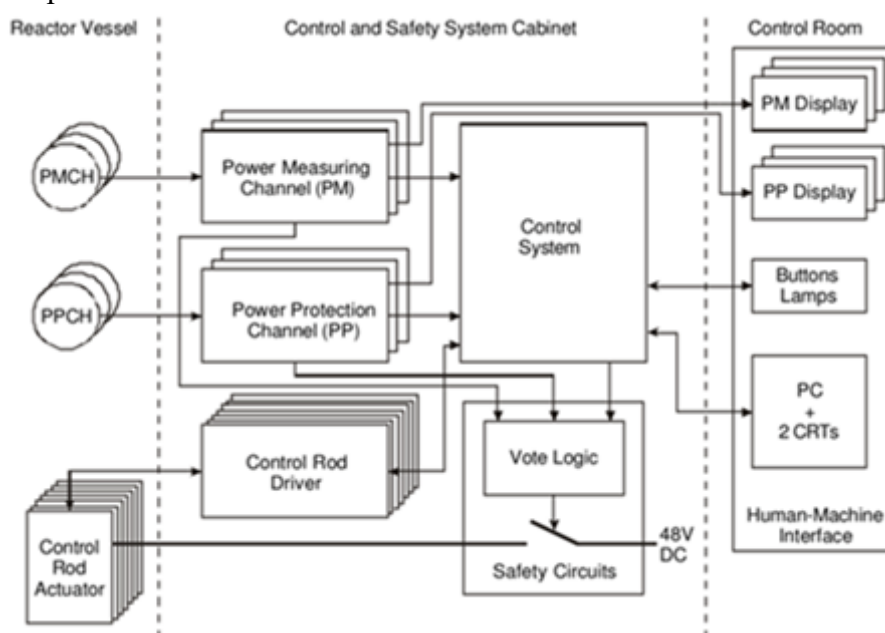 Reactor Vessel
Control and Safety System Cabinet
Control Room
PMCH
Power Measuring
Channel (PM)
PM Display
PP Display
Control
System
PPCH
Power Protection
Channel (PP)
Buttons
Lamps
PC
+
2 CRTs
Control Rod
Driver
Vote Logic
Control
Rod
Actuator
48V
DC
Safety Circuits
Human-Machine
Interface